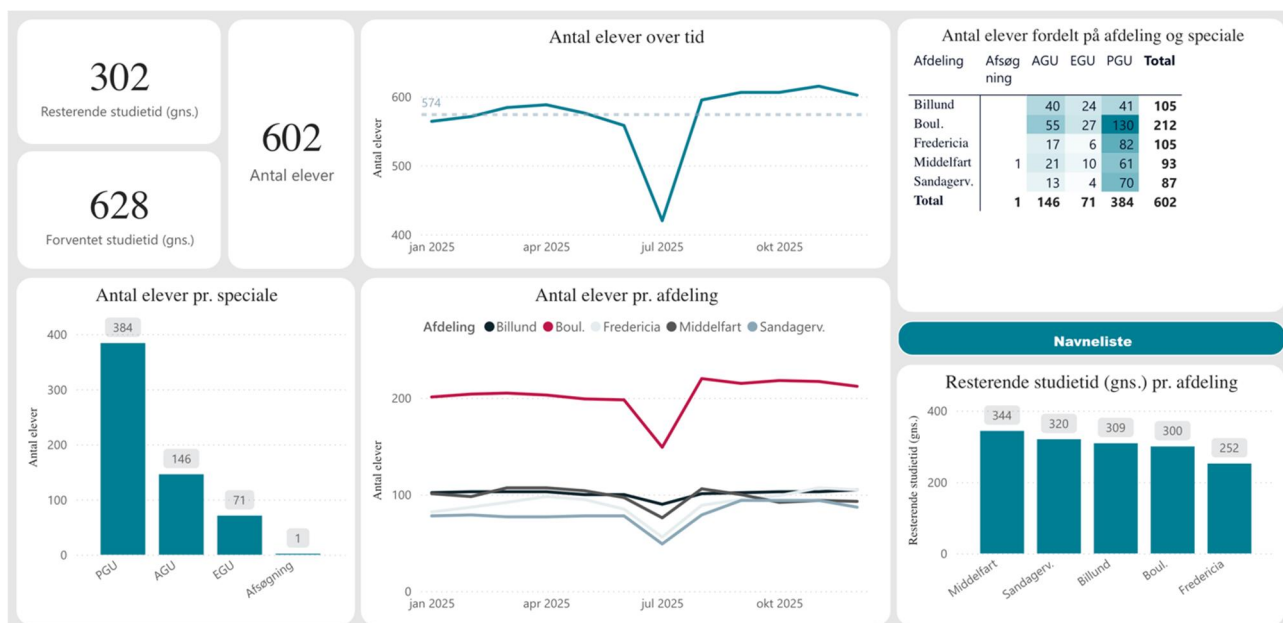 302
Resterende studietid (gns.)
628
Forventet studietid (gns.)
602
Antal elever
Antal elever over tid
Antal elever
600
500
400
574
jan 2025
apr 2025
jul 2025
okt 2025
Antal elever fordelt på afdeling og speciale
Afdeling Afsøg AGU EGU PGU Total
ning
Billund 40 24 41 105
Boul. 55 27 130 212
Fredericia 17 6 82 105
Middelfart 1 21 10 61 93
Sandagerv. 13 4 70 87
Total 1 146 71 384 602
Antal elever pr. speciale
Antal elever
400
300
200
100
0
384
146
71
1
PGU
AGU
EGU
Afsøgning
Antal elever pr. afdeling
Afdeling Billund Boul. Fredericia Middelfart Sandagerv.
Antal elever
200
100
0
jan 2025
apr 2025
jul 2025
okt 2025
Navneliste
Resterende studietid (gns.) pr. afdeling
Resterende studietid (gns.)
400
200
0
344
320
309
300
252
Middelfart
Sandagerv.
Billund
Boul.
Fredericia